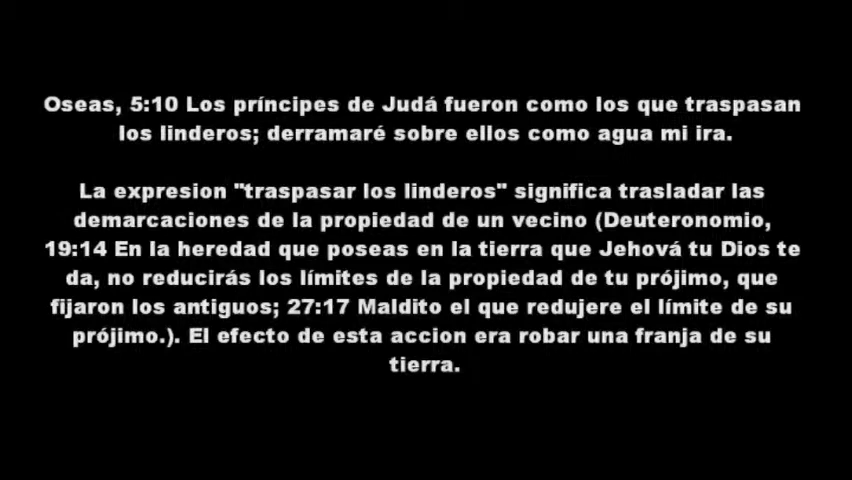 Oseas, 5:10 Los príncipes de Judá fueron como los que traspasan
los linderos; derramaré sobre ellos como agua mi ira.
La expresion "traspasar los linderos" significa trasladar las
demarcaciones de la propiedad de un vecino (Deuteronomio,
19:14 En la heredad que poseas en la tierra que Jehová tu Dios te
da, no reducirás los límites de la propiedad de tu prójimo, que
fijaron los antiguos; 27:17 Maldito el que redujere el límite de su
prójimo.). El efecto de esta accion era robar una franja de su
tierra.